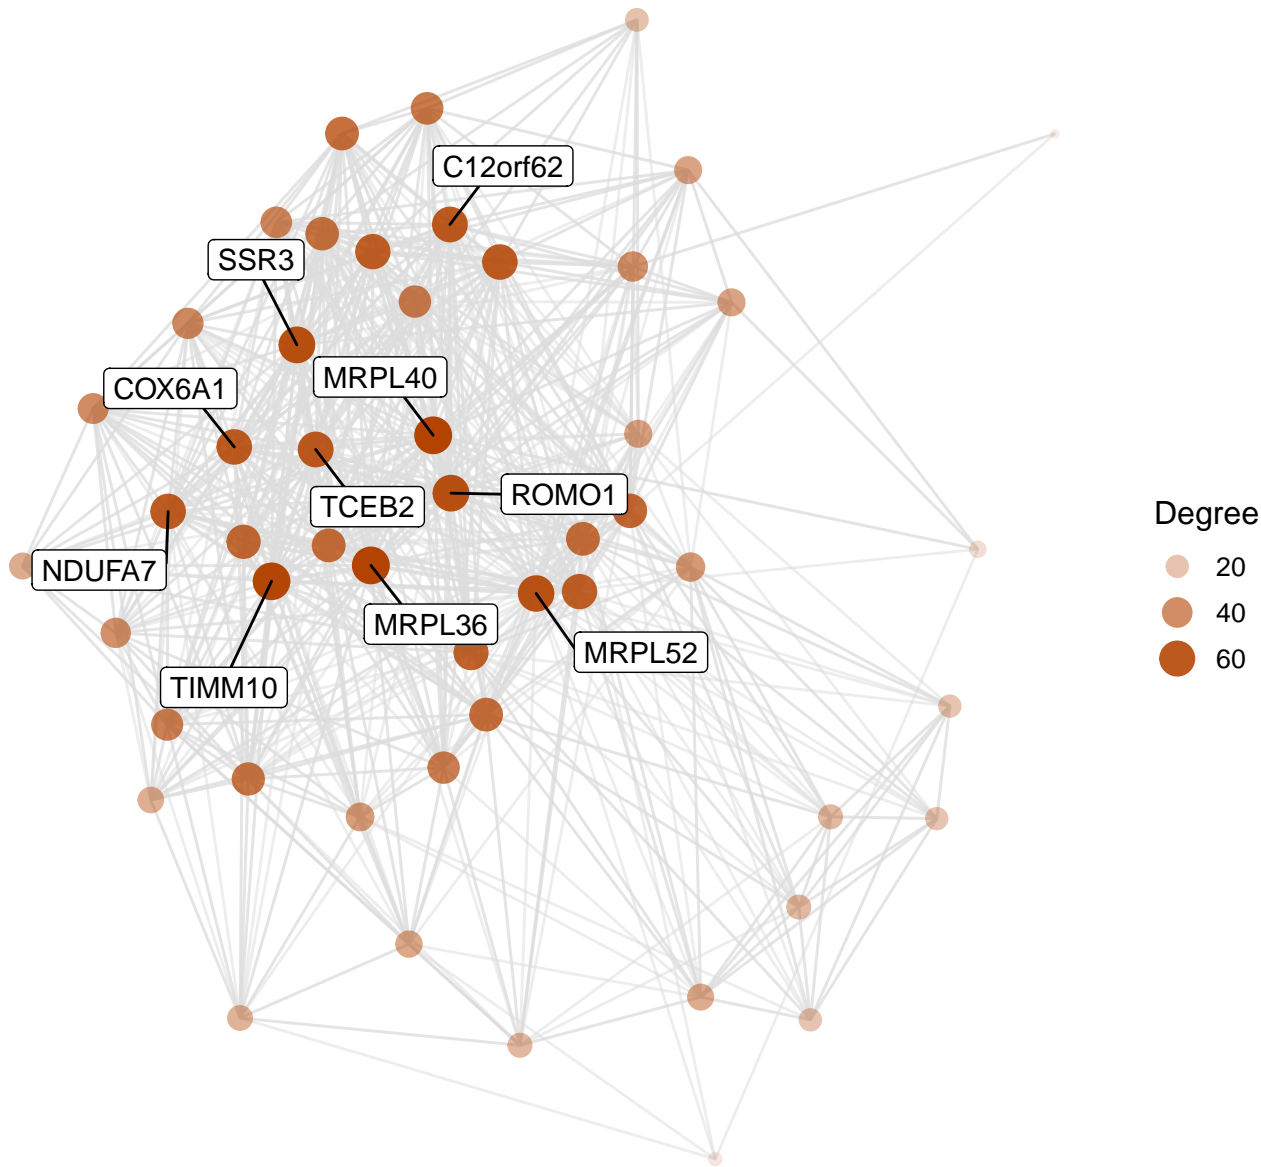 C12orf62
SSR3
MRPL40
COX6A1
TCEB2
ROMO1
NDUFA7
MRPL36
MRPL52
TIMM10
Degree
20
40
60